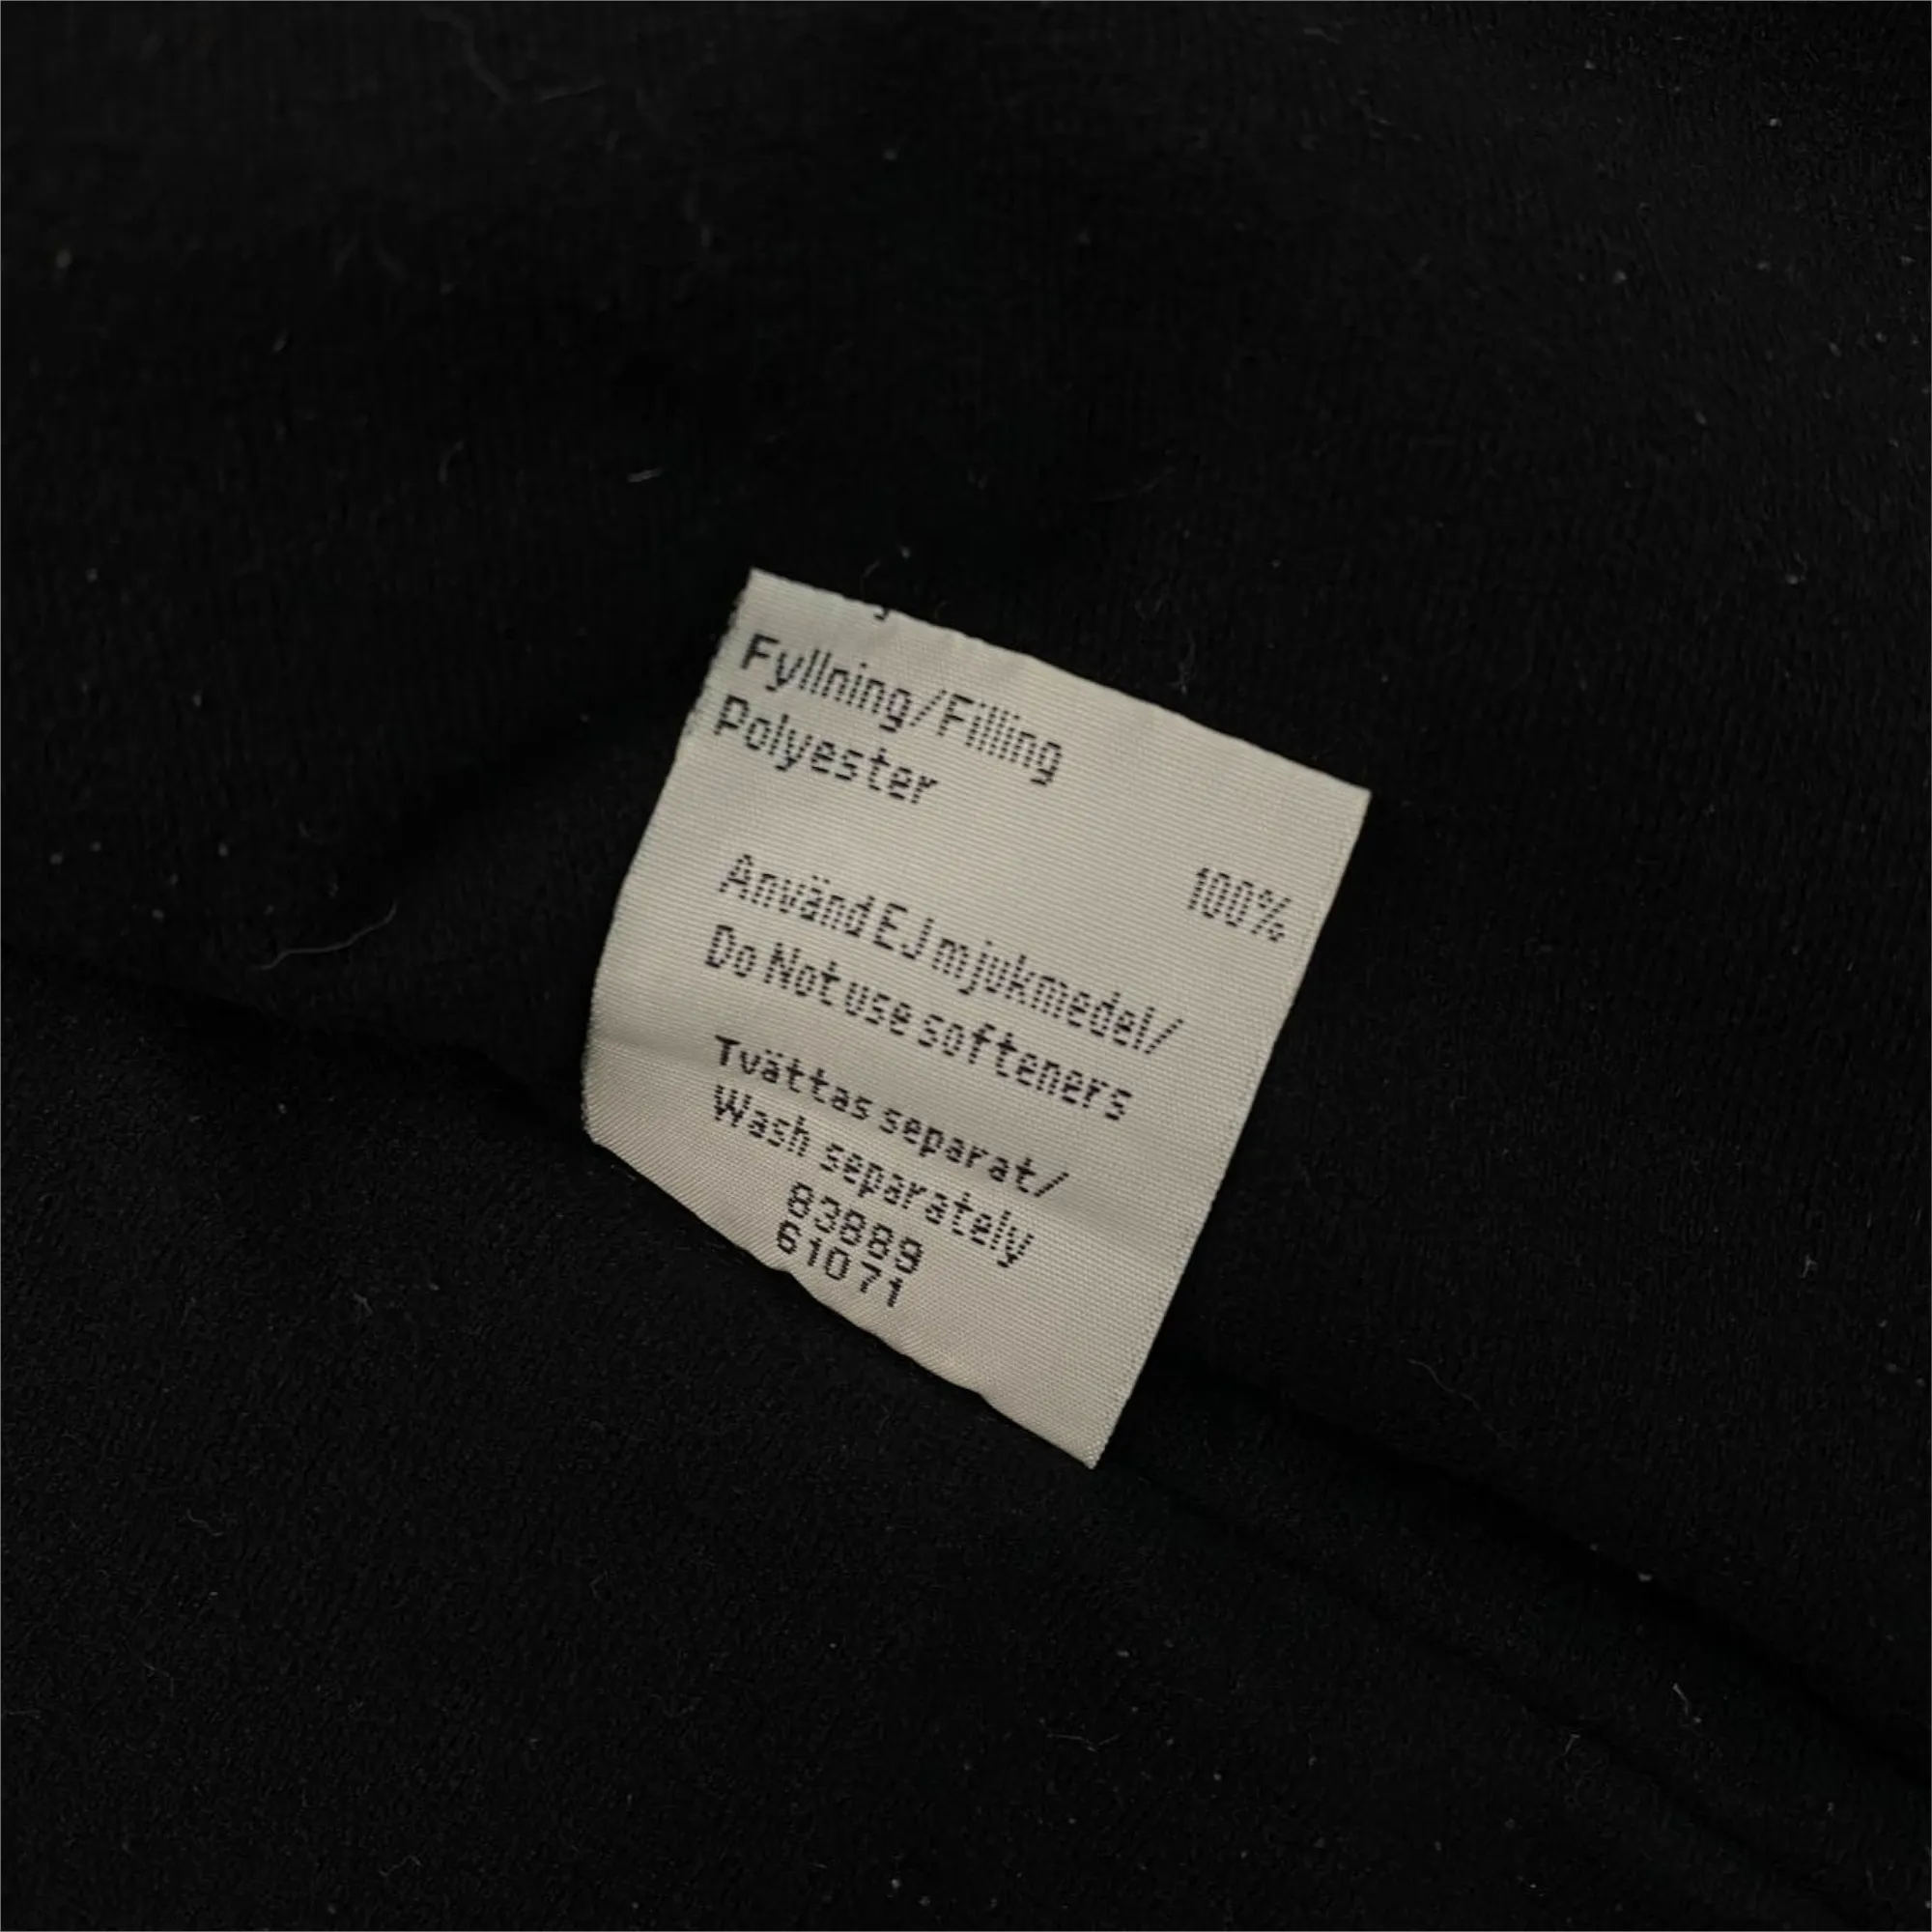 Fyllning/Filling
Polyester 100%
Använd EJ mjukmedel/
Do Not use softeners
Tvättas separat/
Wash separately
83889
61071